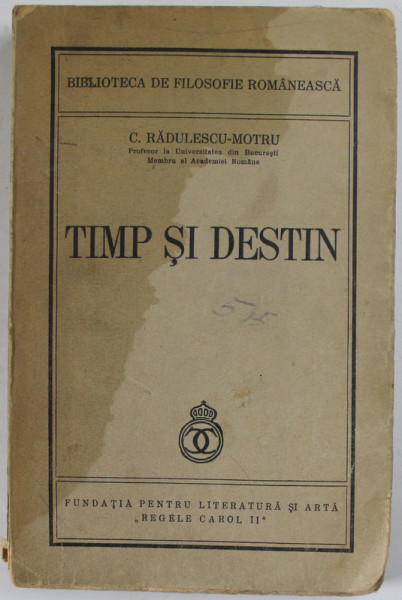 BIBLIOTECA DE FILOSOFIE ROMÂNEASCĂ
C. RĂDULESCU-MOTRU
Profesor la Universitatea din București
Membru al Academiei Române
TIMP ȘI DESTIN
515
FUNDAȚIA PENTRU LITERATURĂ ȘI ARTĂ
„REGELE CAROL II"